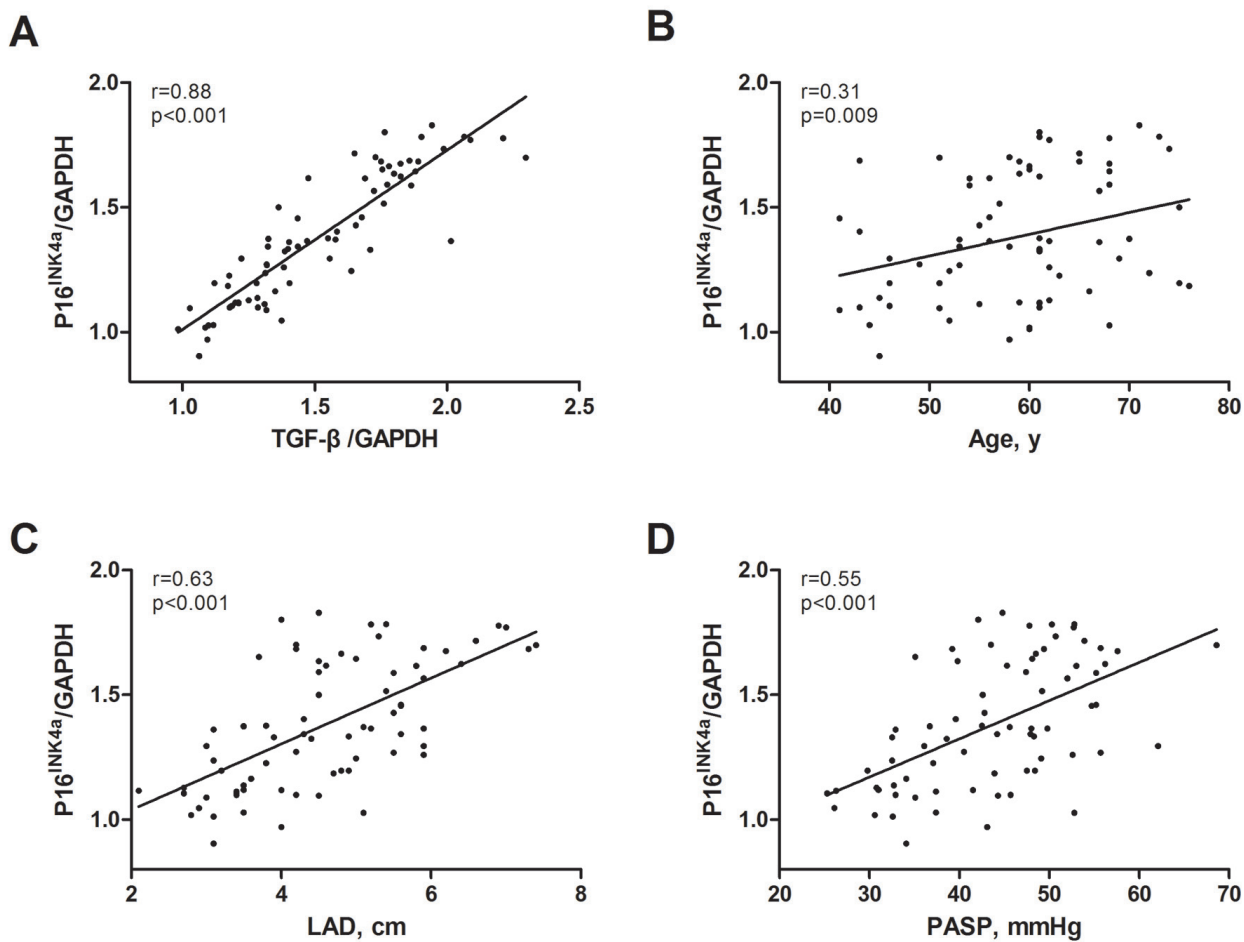 A
B
2.0
r=0.88
p<0.001
1.5
1.0
P16INK4a/GAPDH
1.0
1.5
2.0
2.5
TGF-β /GAPDH
2.0
r=0.31
p=0.009
1.5
1.0
P16INK4a/GAPDH
40
50
60
70
80
Age, y
C
D
2.0
r=0.63
p<0.001
1.5
1.0
P16INK4a/GAPDH
2
4
6
8
LAD, cm
2.0
r=0.55
p<0.001
1.5
1.0
P16INK4a/GAPDH
20
30
40
50
60
70
PASP, mmHg